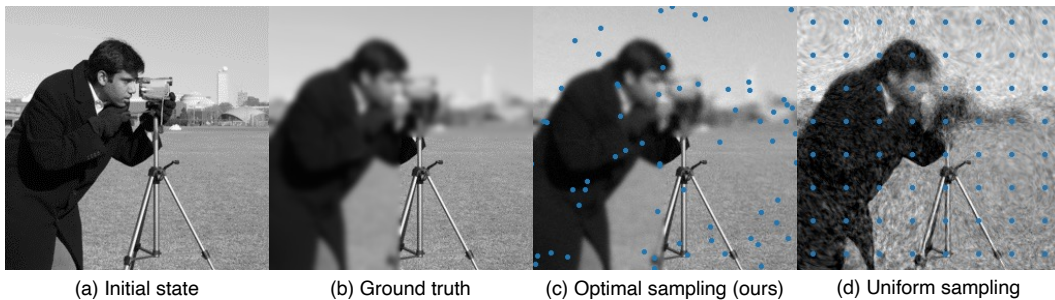 (a) Initial state
(b) Ground truth
(c) Optimal sampling (ours)
(d) Uniform sampling